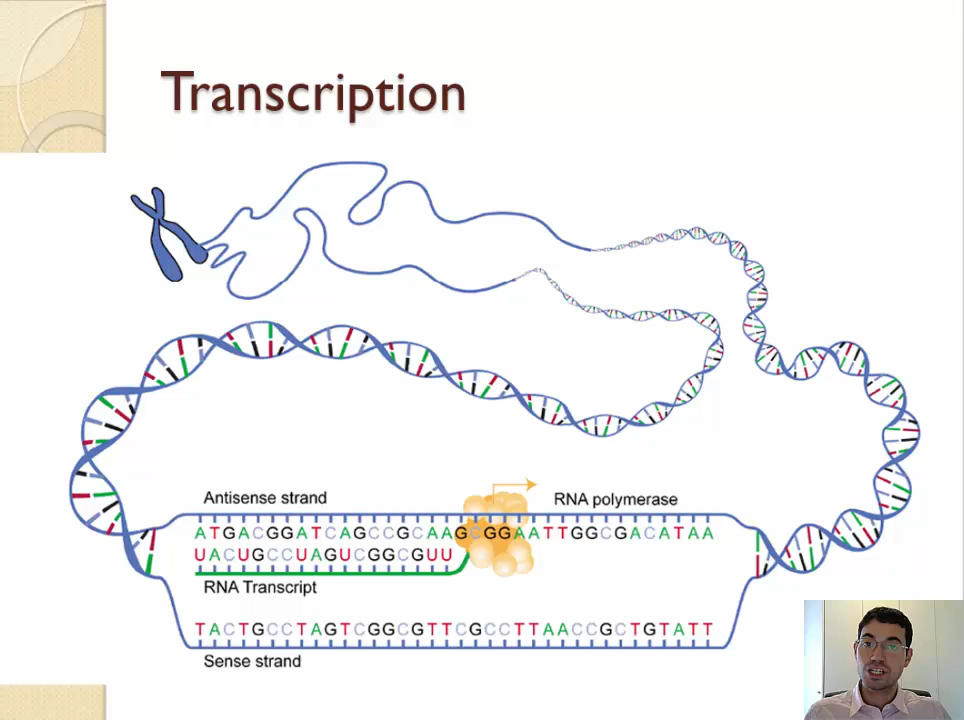 Transcription
Antisense strand
RNA polymerase
ATGACGGATCAGCCGCAAGCGGAATTGGCGACATAA
UACUGCCUAGUCGGCGUU
RNA Transcript
TACTGCCTAGTCGGCGTTCGCCTTAACCGCTGTATT
Sense strand